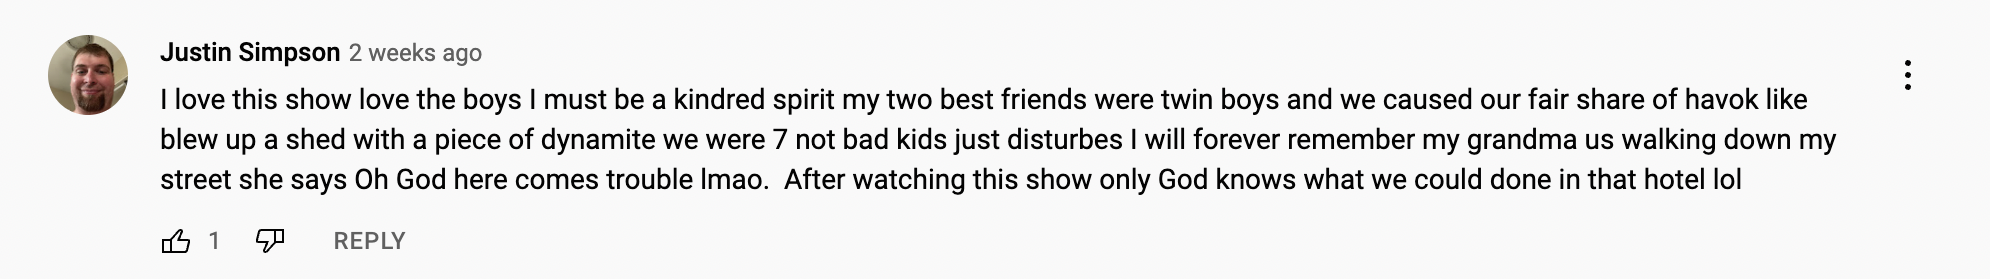 Justin Simpson 2 weeks ago
I love this show love the boys I must be a kindred spirit my two best friends were twin boys and we caused our fair share of havok like
blew up a shed with a piece of dynamite we were 7 not bad kids just disturbes I will forever remember my grandma us walking down my
street she says Oh God here comes trouble lmao.  After watching this show only God knows what we could done in that hotel lol
1 REPLY